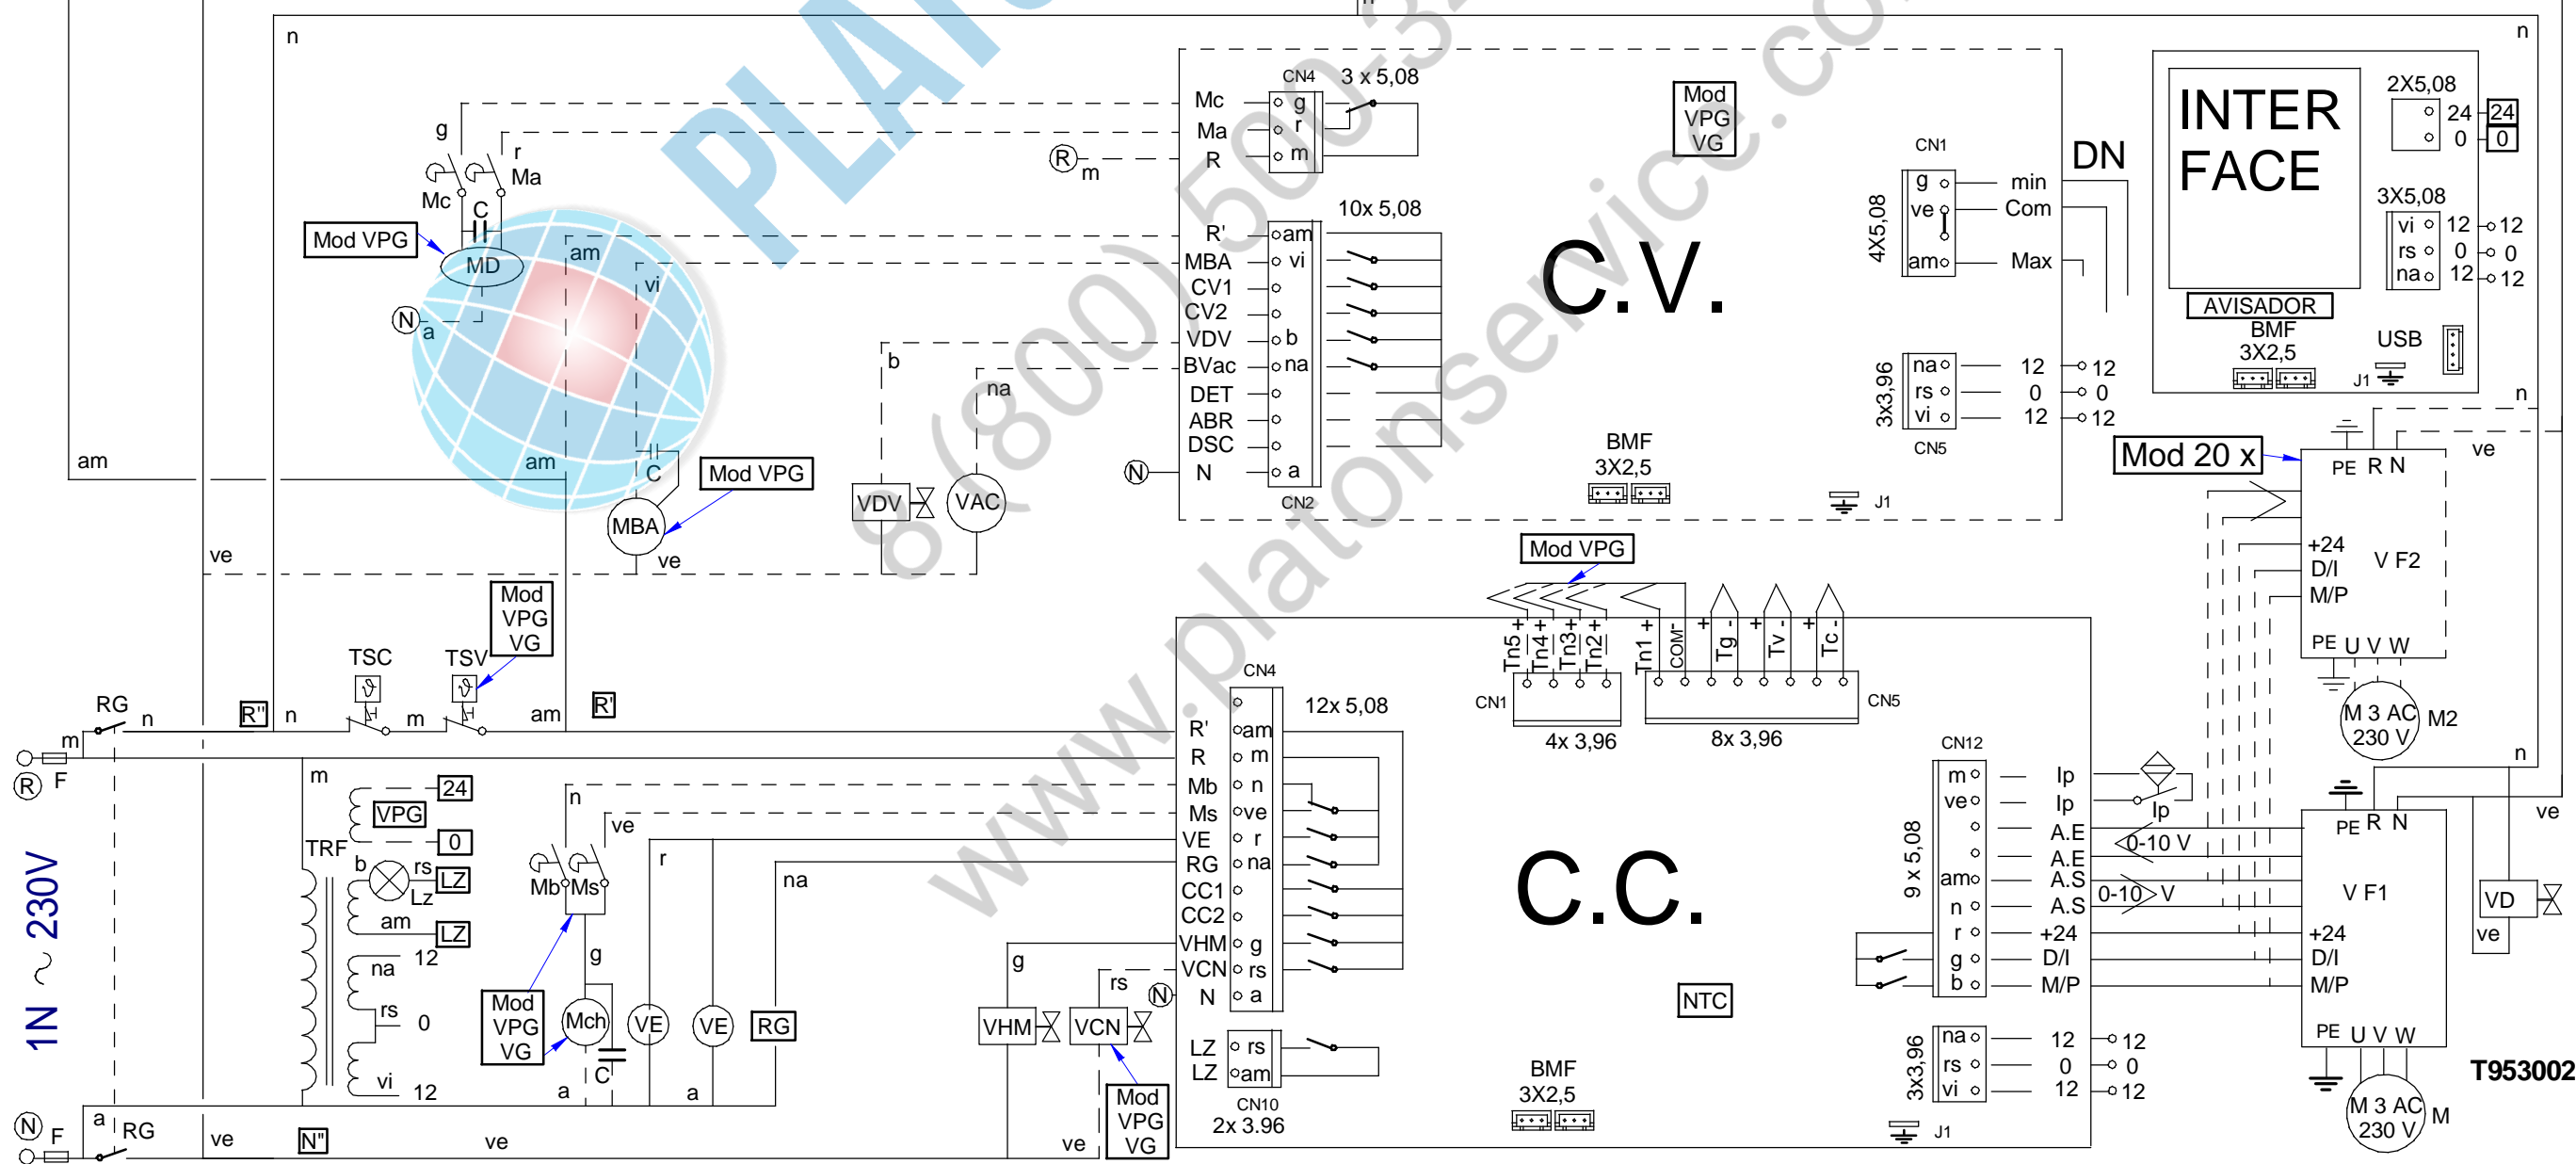 n
n
n
g
r
Ma
Mc
C
Mod VPG
MD
N
a
am
vi
am
am
C
Mod VPG
MBA
ve
ve
b
na
VDV
VAC
R
m
N
Mc
Ma
R
CN4
3 x 5,08
g
r
m
10x 5,08
R'
MBA
CV1
CV2
VDV
BVac
DET
ABR
DSC
N
am
vi
b
na
a
CN2
Mod
VPG
VG
C.V.
BMF
3X2,5
J1
CN1
4X5,08
g
ve
am
min
Com
Max
DN
3x3,96
na
rs
vi
12
0
12
12
0
12
CN5
INTER
FACE
AVISADOR
BMF
3X2,5
J1
USB
2X5,08
24
0
24
0
3X5,08
vi
rs
na
12
0
12
12
0
12
n
ve
Mod 20 x
PE R N
+24
D/I
M/P
V F2
PE U V W
M 3 AC
230 V
M2
n
Mod
VPG
VG
TSC
TSV
RG
n
R''
n
m
am
R'
m
R
F
1N ~ 230V
m
TRF
VPG
24
0
b
rs
Lz
LZ
am
LZ
12
na
rs
0
vi
12
n
ve
Mb
Ms
g
Mod
VPG
VG
Mch
C
a
r
VE
VE
a
na
RG
g
VHM
rs
VCN
Mod
VPG
VG
N
F
a
RG
ve
N''
ve
ve
N
Mod VPG
Tn5 +
Tn4+
Tn3+
Tn2+
Tn1 +
COM-
+ Tg -
+ Tv -
+ Tc -
CN1
4x 3,96
8x 3,96
CN5
CN4
12x 5,08
R'
R
Mb
Ms
VE
RG
CC1
CC2
VHM
VCN
N
am
m
n
ve
r
na
g
rs
a
LZ
LZ
rs
am
CN10
2x 3.96
C.C.
NTC
BMF
3X2,5
J1
CN12
9 x 5,08
m
ve
am
n
r
g
b
Ip
Ip
A.E
A.E
A.S
A.S
+24
D/I
M/P
Ip
0-10 V
0-10 V
3x3,96
na
rs
vi
12
0
12
12
0
12
PE R N
V F1
+24
D/I
M/P
PE U V W
M 3 AC
230 V
M
ve
VD
ve
T953002
8 (800) 500-3
www.platonservice.co